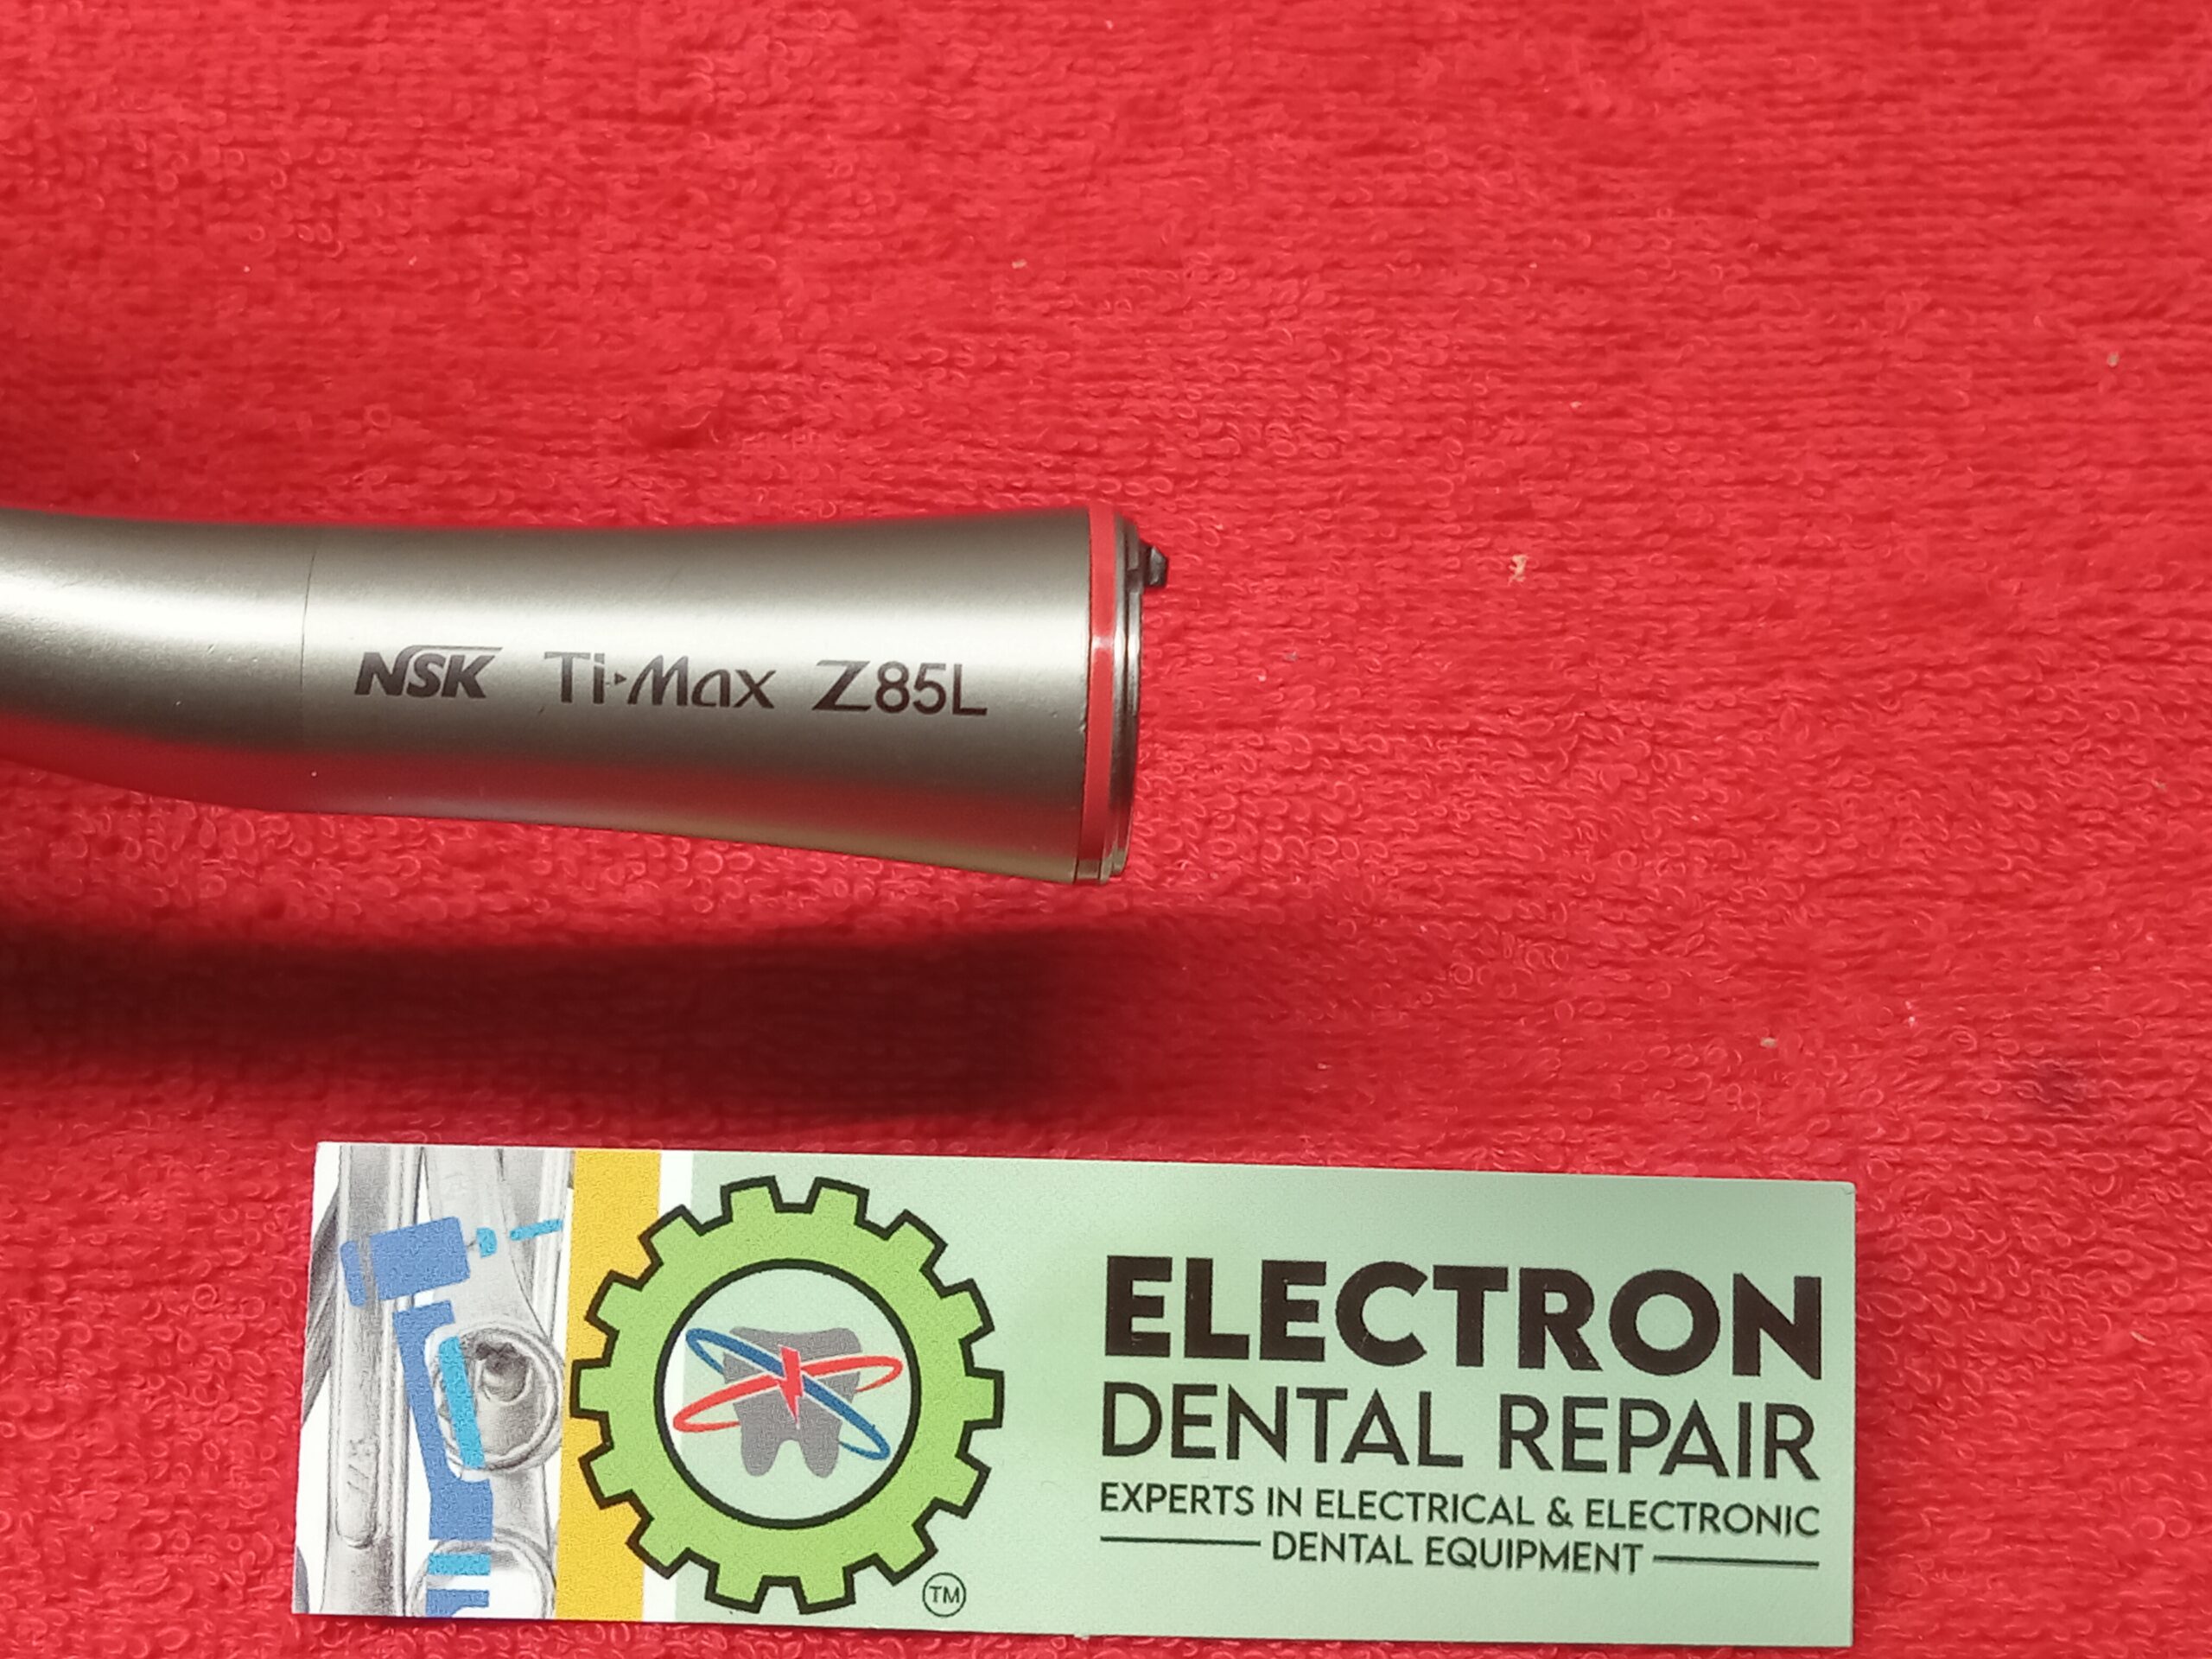 NSK Ti-Max Z85L
ELECTRON
DENTAL REPAIR
EXPERTS IN ELECTRICAL & ELECTRONIC
DENTAL EQUIPMENT
TM